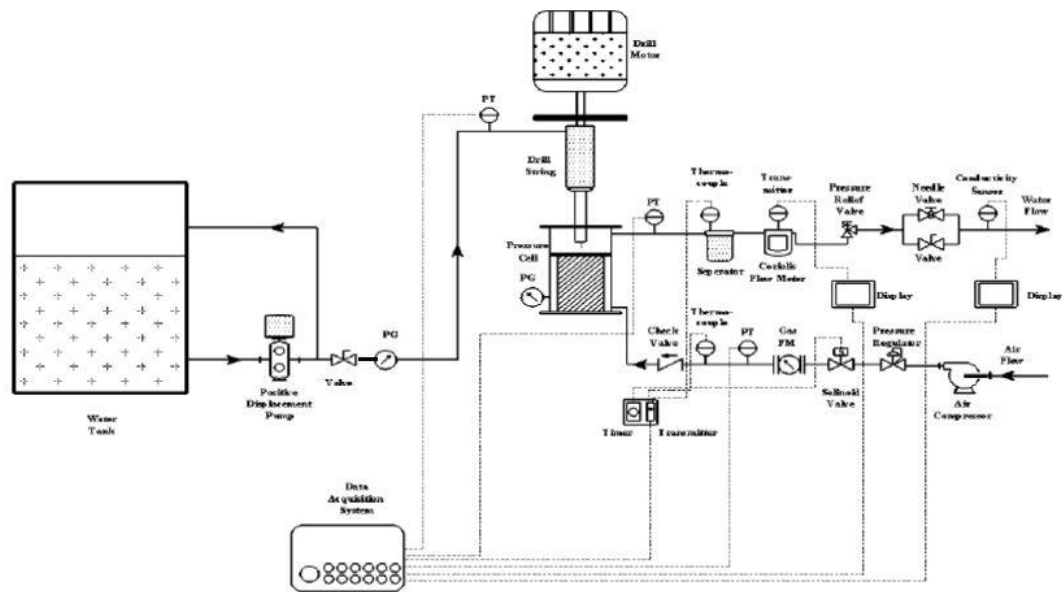 Drill
Motor
PT
Drill
String
Thermo-
couple
Trans-
mitter
Pressure
Relief
Valve
Needle
Valve
Conductivity
Sensor
Water
Flow
PT
Pressure
Cell
PG
Seperator
Coriolis
Flow Meter
Valve
Display
Display
PG
Valve
Positive
Displacement
Pump
Water
Tank
Check
Valve
Thermo-
couple
PT
Gas
FM
Pressure
Regulator
Air
Flow
Solinoid
Valve
Air
Compressor
Timer
Transmitter
Data
Acquisition
System